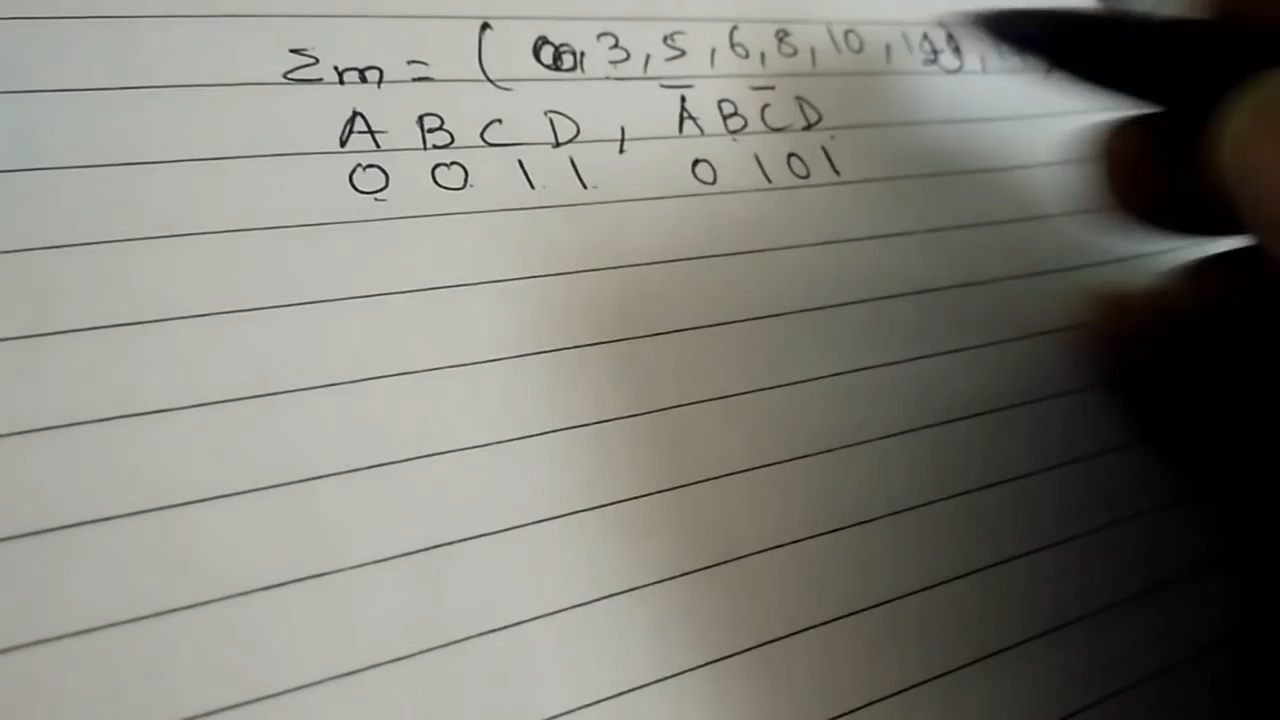 Σm = ( 3, 5, 6, 8, 10,
A B C D, A̅ B C̅ D
0 0 1 1 0 1 0 1